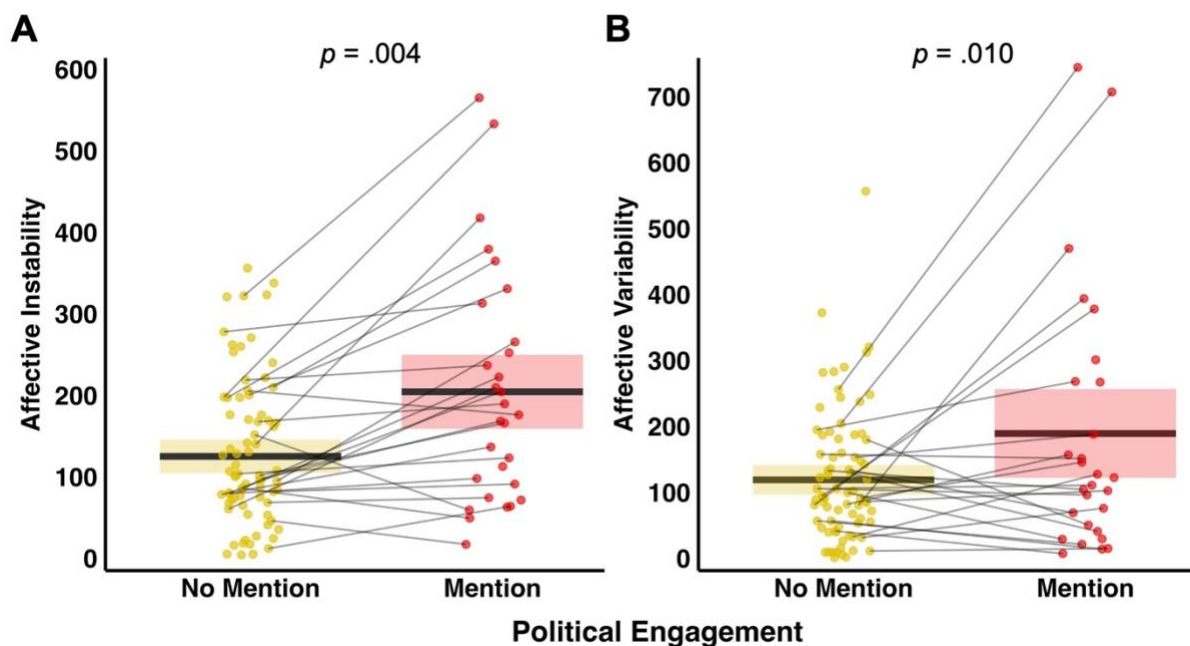 A
p = .004
600
500
400
300
200
100
0
Affective Instability
No Mention
Mention
B
p = .010
700
600
500
400
300
200
100
0
Affective Variability
No Mention
Mention
Political Engagement